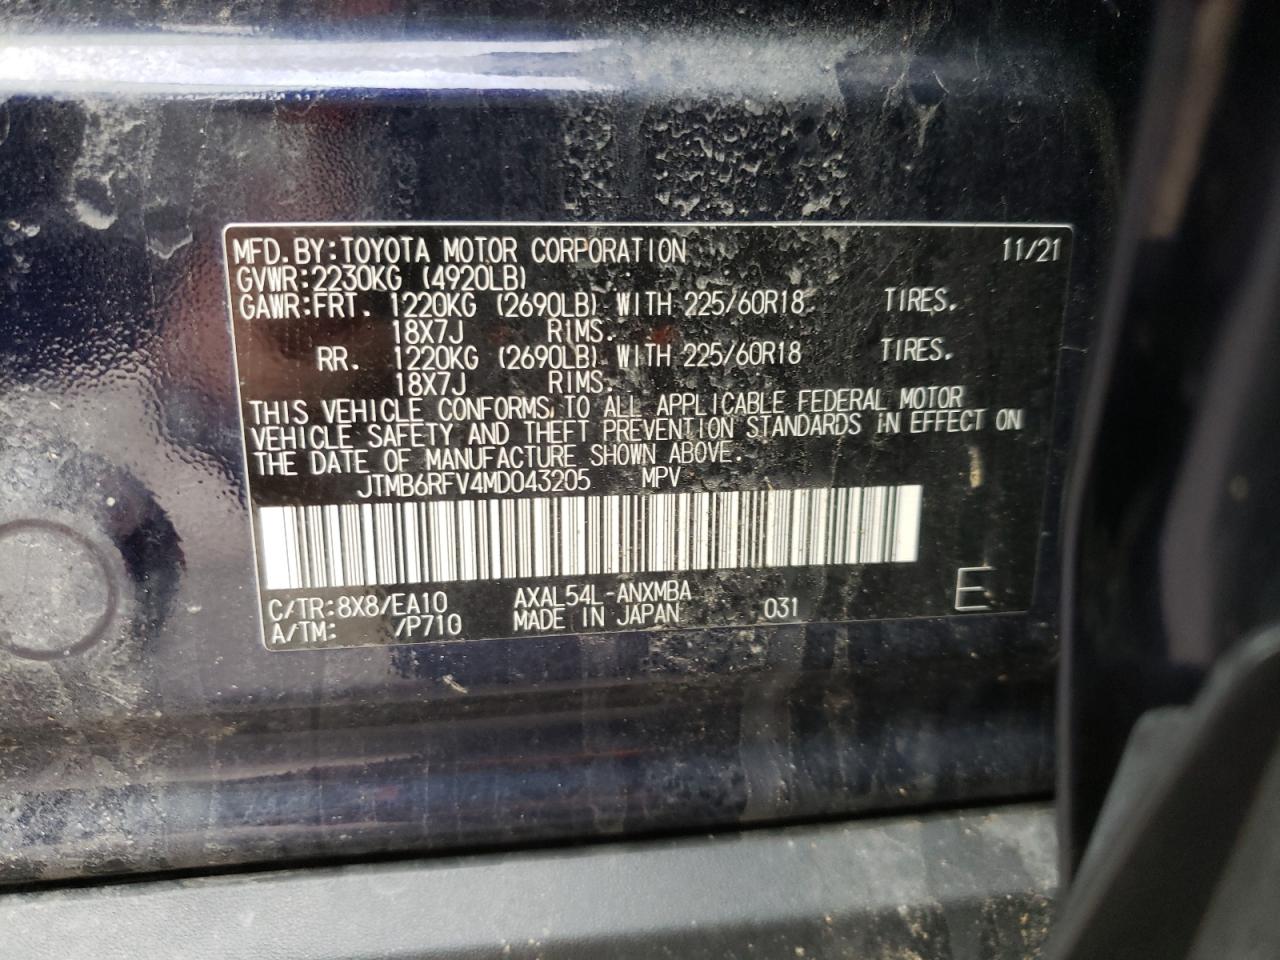 MFD.BY:TOYOTA MOTOR CORPORATION 11/21
GVWR:2230KG (4920LB)
GAWR:FRT. 1220KG (2690LB) WITH 225/60R18 TIRES.
18X7J RIMS.
RR. 1220KG (2690LB) WITH 225/60R18 TIRES.
18X7J RIMS.
THIS VEHICLE CONFORMS TO ALL APPLICABLE FEDERAL MOTOR
VEHICLE SAFETY AND THEFT PREVENTION STANDARDS IN EFFECT ON
THE DATE OF MANUFACTURE SHOWN ABOVE.
JTMB6RFV4MD043205 MPV
C/TR:8X8/EA10 AXAL54L-ANXMBA
A/TM: /P710 MADE IN JAPAN 031 E